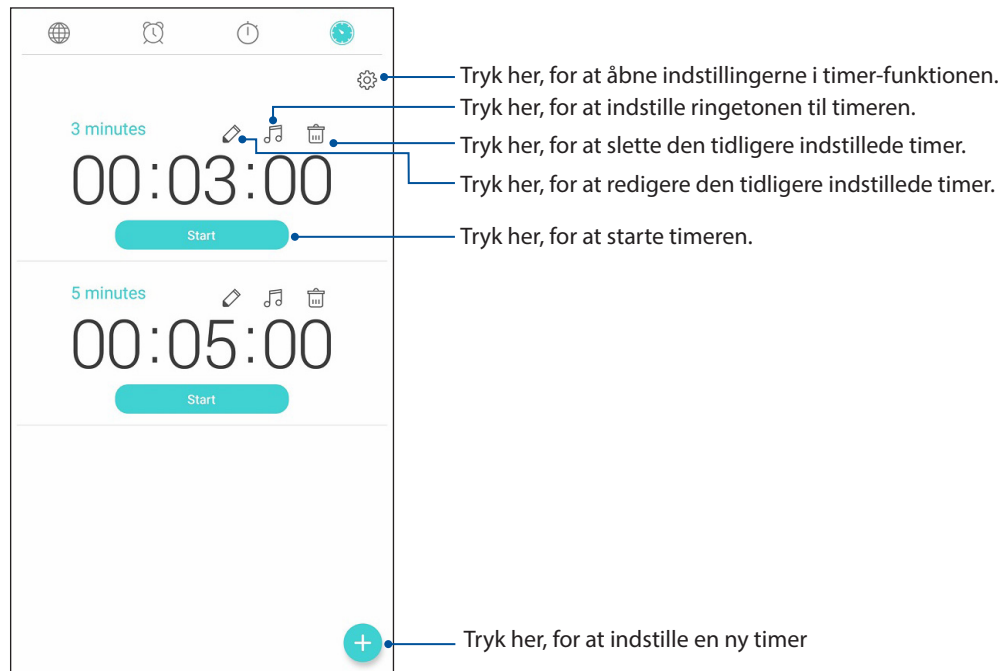 Tryk her, for at åbne indstillingerne i timer-funktionen.
Tryk her, for at indstille ringetonen til timeren.
3 minutes
Tryk her, for at slette den tidligere indstillede timer.
00:03:00
Tryk her, for at redigere den tidligere indstillede timer.
Start
Tryk her, for at starte timeren.
5 minutes
00:05:00
Start
+
Tryk her, for at indstille en ny timer